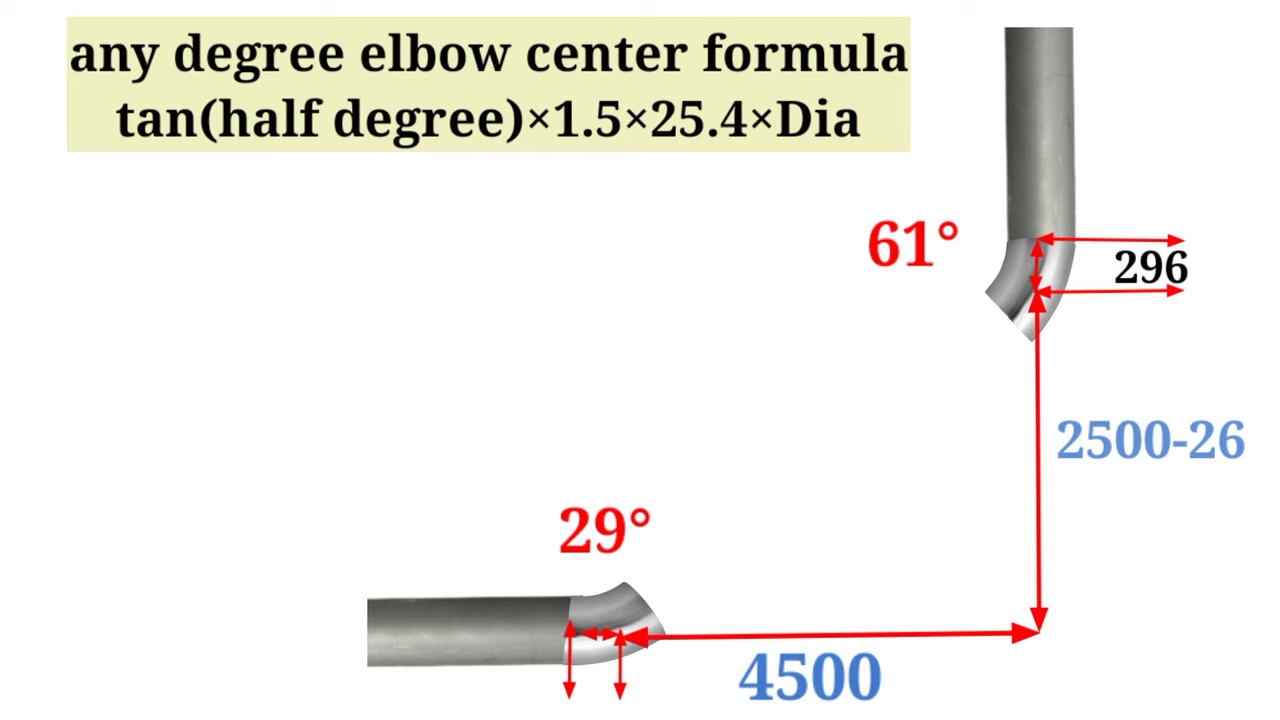 any degree elbow center formula
tan(half degree)×1.5×25.4×Dia
61°
296
2500-26
29°
4500